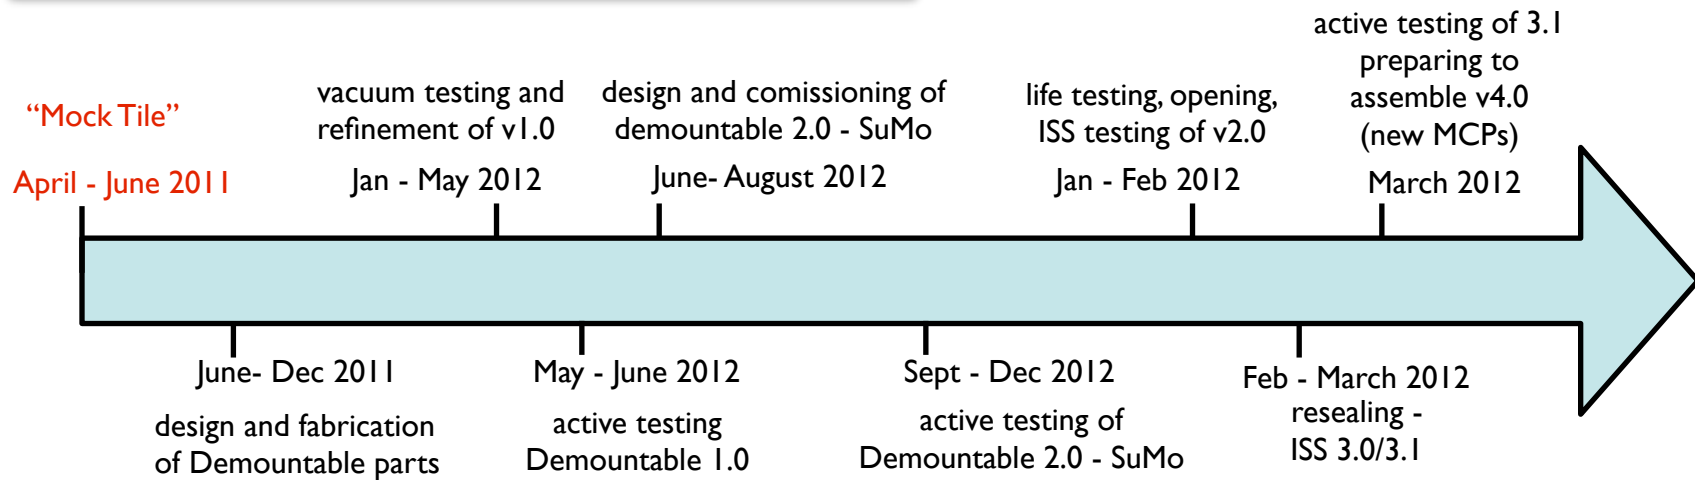 “Mock Tile”
April - June 2011
vacuum testing and
refinement of v1.0
Jan - May 2012
design and comissioning of
demountable 2.0 - SuMo
June- August 2012
life testing, opening,
ISS testing of v2.0
Jan - Feb 2012
active testing of 3.1
preparing to
assemble v4.0
(new MCPs)
March 2012
June- Dec 2011
design and fabrication
of Demountable parts
May - June 2012
active testing
Demountable 1.0
Sept - Dec 2012
active testing of
Demountable 2.0 - SuMo
Feb - March 2012
resealing -
ISS 3.0/3.1